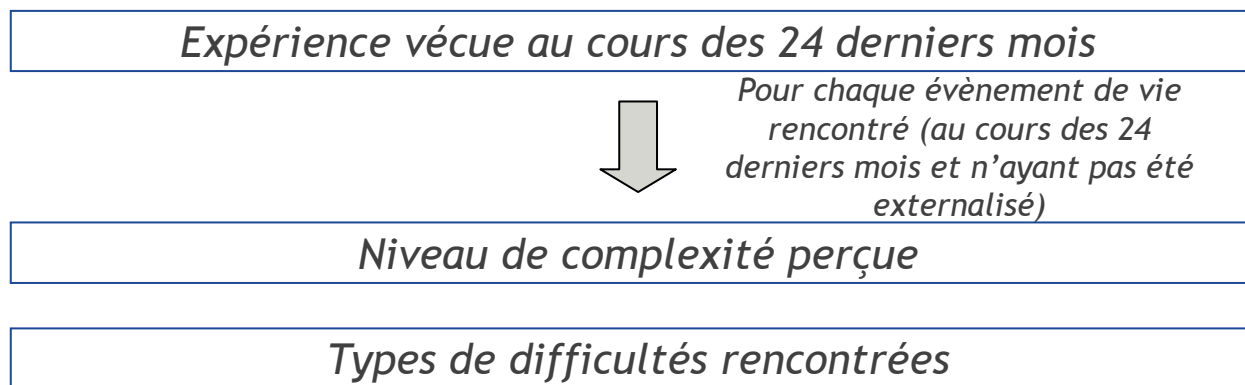 Expérience vécue au cours des 24 derniers mois
Pour chaque évènement de vie
rencontré (au cours des 24
derniers mois et n’ayant pas été
externalisé)
Niveau de complexité perçue
Types de difficultés rencontrées